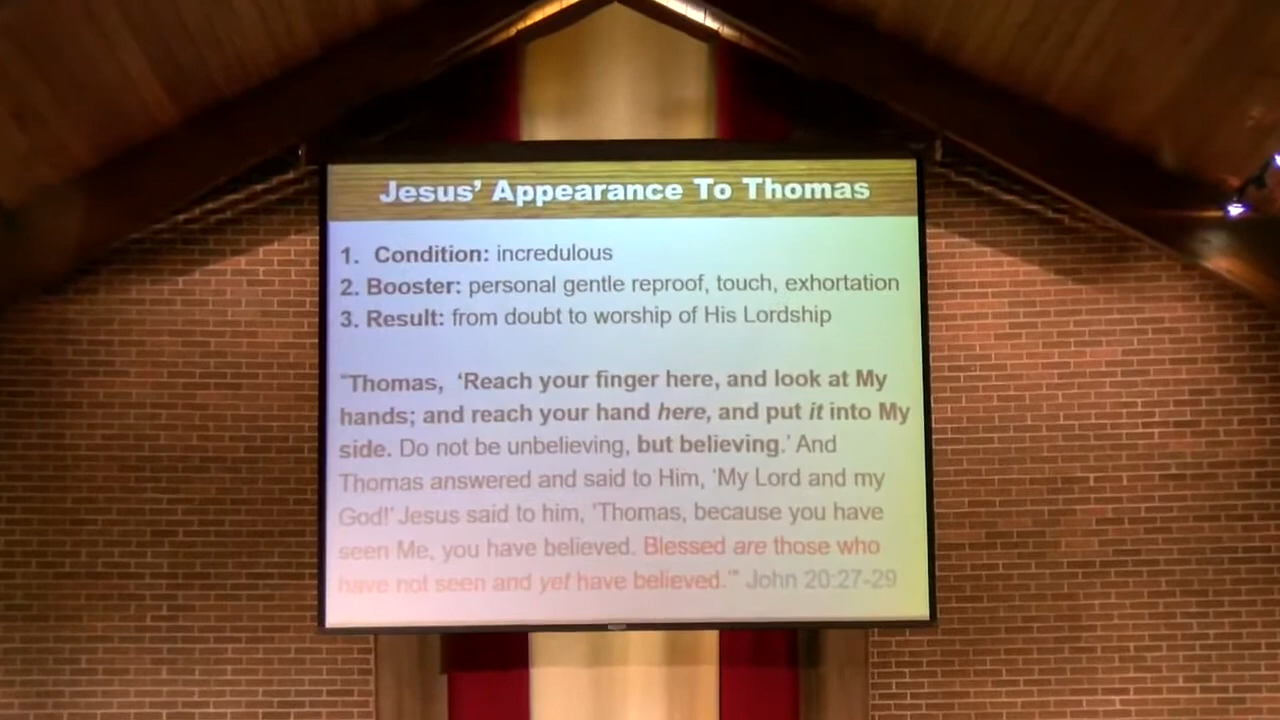 Jesus’ Appearance To Thomas
1. Condition: incredulous
2. Booster: personal gentle reproof, touch, exhortation
3. Result: from doubt to worship of His Lordship
"Thomas, ‘Reach your finger here, and look at My
hands; and reach your hand here, and put it into My
side. Do not be unbelieving, but believing.’ And
Thomas answered and said to Him, ‘My Lord and my
God!’ Jesus said to him, ‘Thomas, because you have
seen Me, you have believed. Blessed are those who
have not seen and yet have believed.’" John 20:27-29